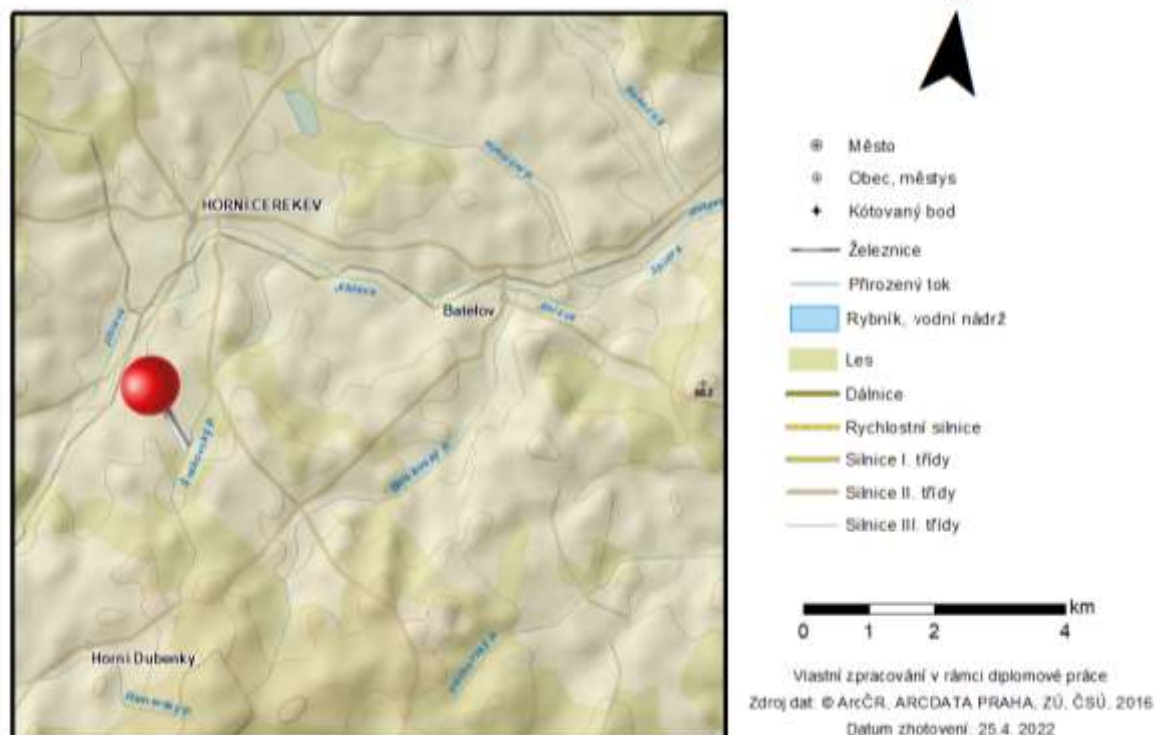 HORNÍ CEREKEV
Jihlava
Batelov
Jihlava
Horní Dubenky
Město
Obec, městys
Kótovaný bod
Železnice
Přirozený tok
Rybník, vodní nádrž
Les
Dálnice
Rychlostní silnice
Silnice I. třídy
Silnice II. třídy
Silnice III. třídy
km
0 1 2 4
Vlastní zpracování v rámci diplomové práce
Zdroj dat: © ArcČR, ARCDATA PRAHA, ZÚ, ČSÚ, 2016
Datum zhotovení: 25.4. 2022